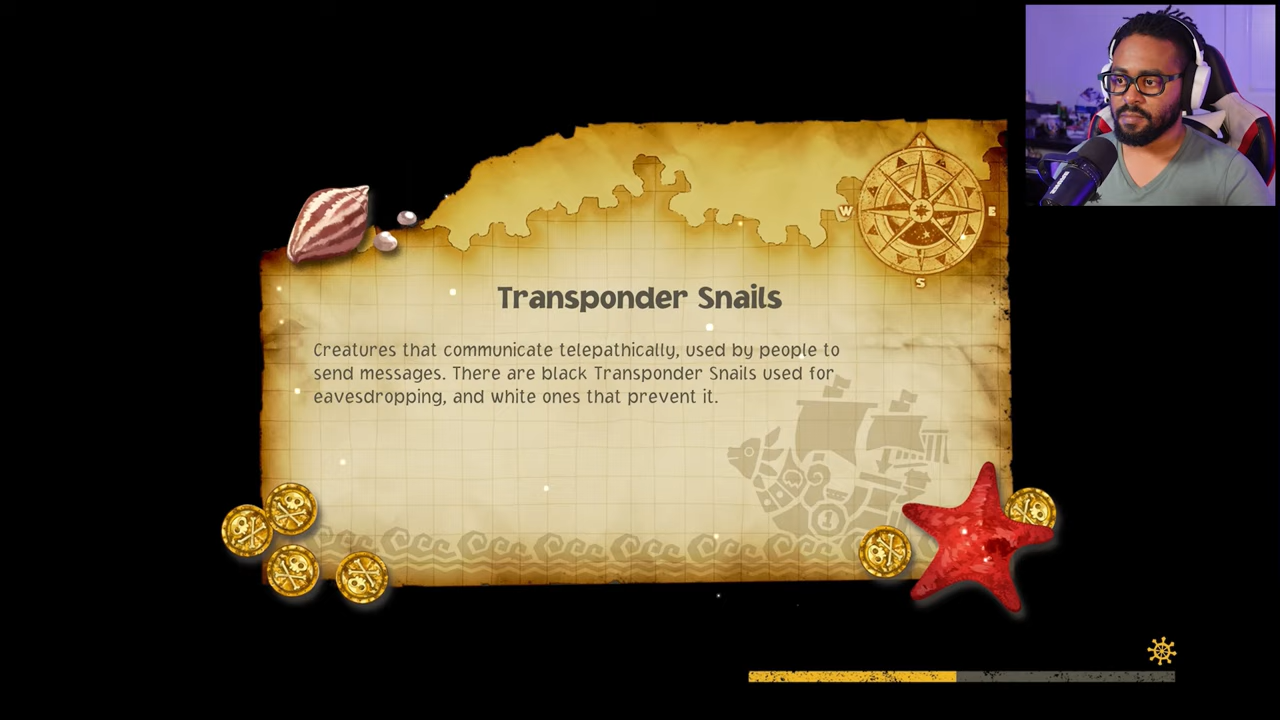 N
W
E
S
Transponder Snails
Creatures that communicate telepathically, used by people to
send messages. There are black Transponder Snails used for
eavesdropping, and white ones that prevent it.
1